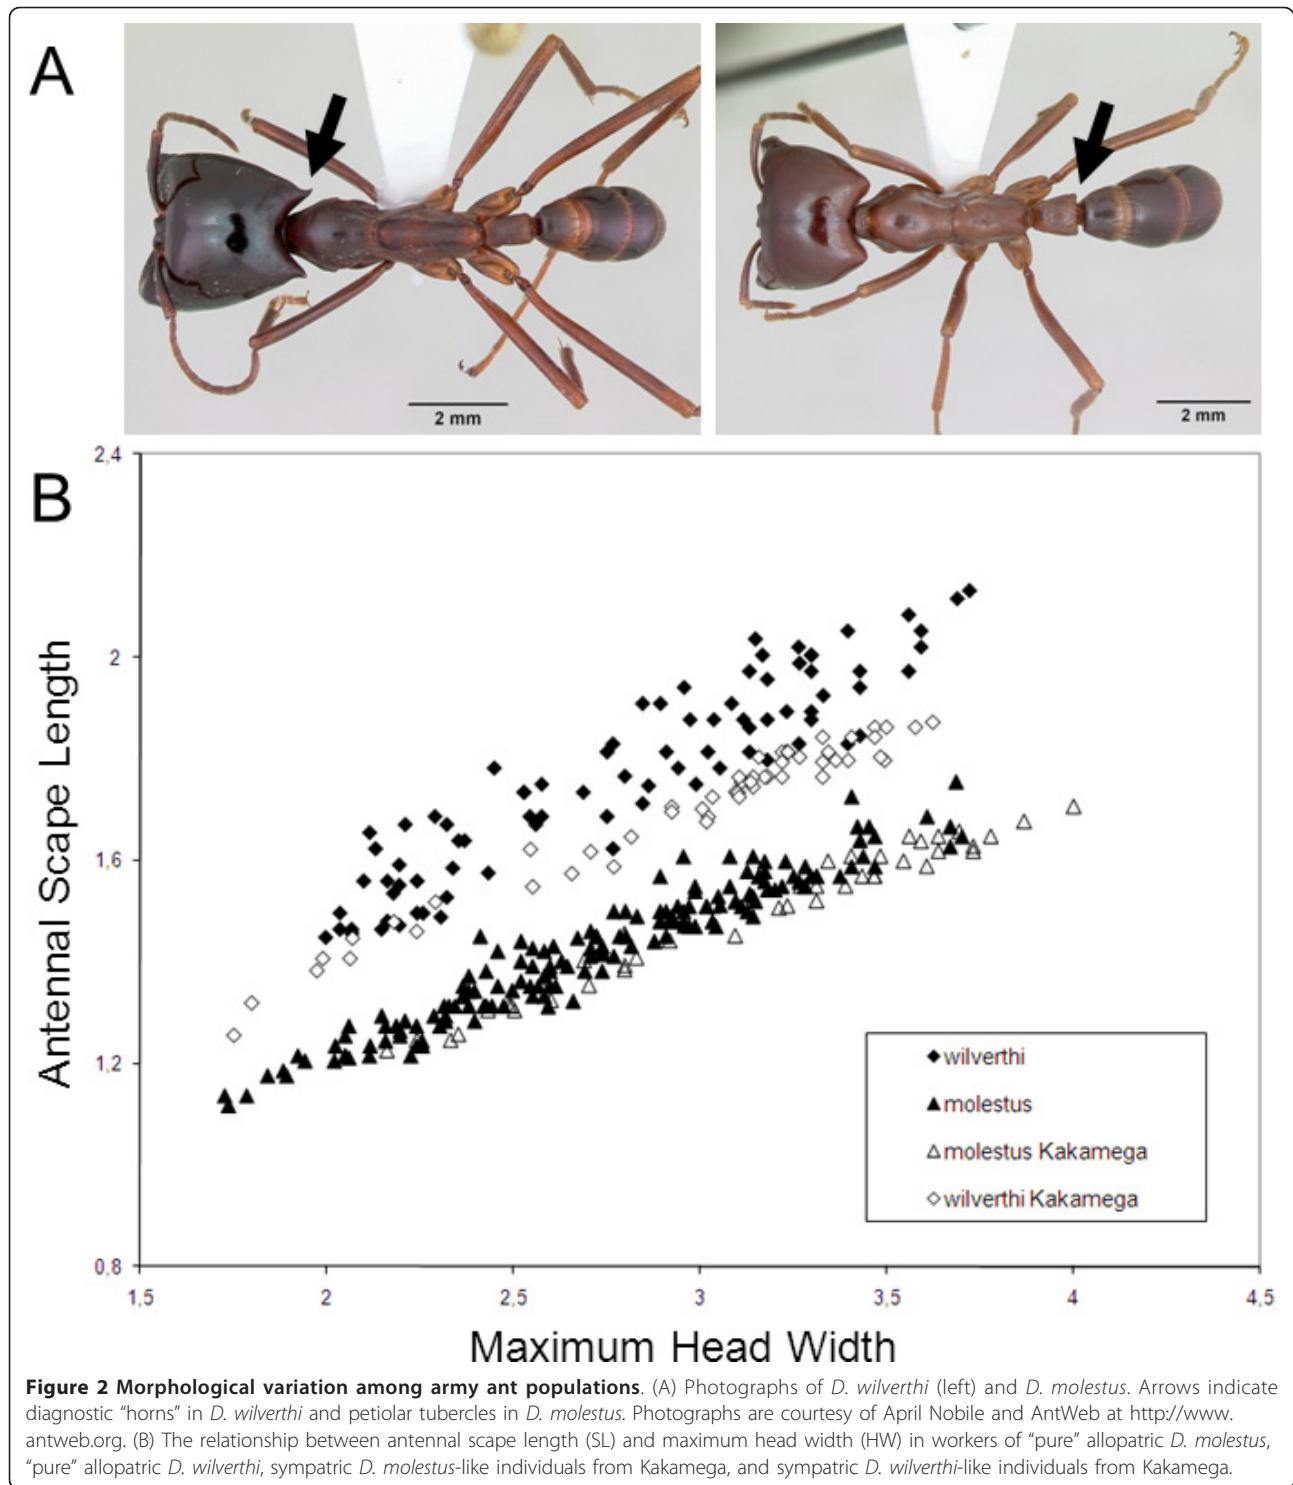 A
2 mm
2 mm
B
Antennal Scape Length
2,4
2
1,6
1,2
0,8
wilverthi
molestus
molestus Kakamega
wilverthi Kakamega
1,5
2
2,5
3
3,5
4
4,5
Maximum Head Width
Figure 2 Morphological variation among army ant populations. (A) Photographs of D. wilverthi (left) and D. molestus. Arrows indicate
diagnostic “horns” in D. wilverthi and petiolar tubercles in D. molestus. Photographs are courtesy of April Nobile and AntWeb at http://www.
antweb.org. (B) The relationship between antennal scape length (SL) and maximum head width (HW) in workers of “pure” allopatric D. molestus,
“pure” allopatric D. wilverthi, sympatric D. molestus-like individuals from Kakamega, and sympatric D. wilverthi-like individuals from Kakamega.